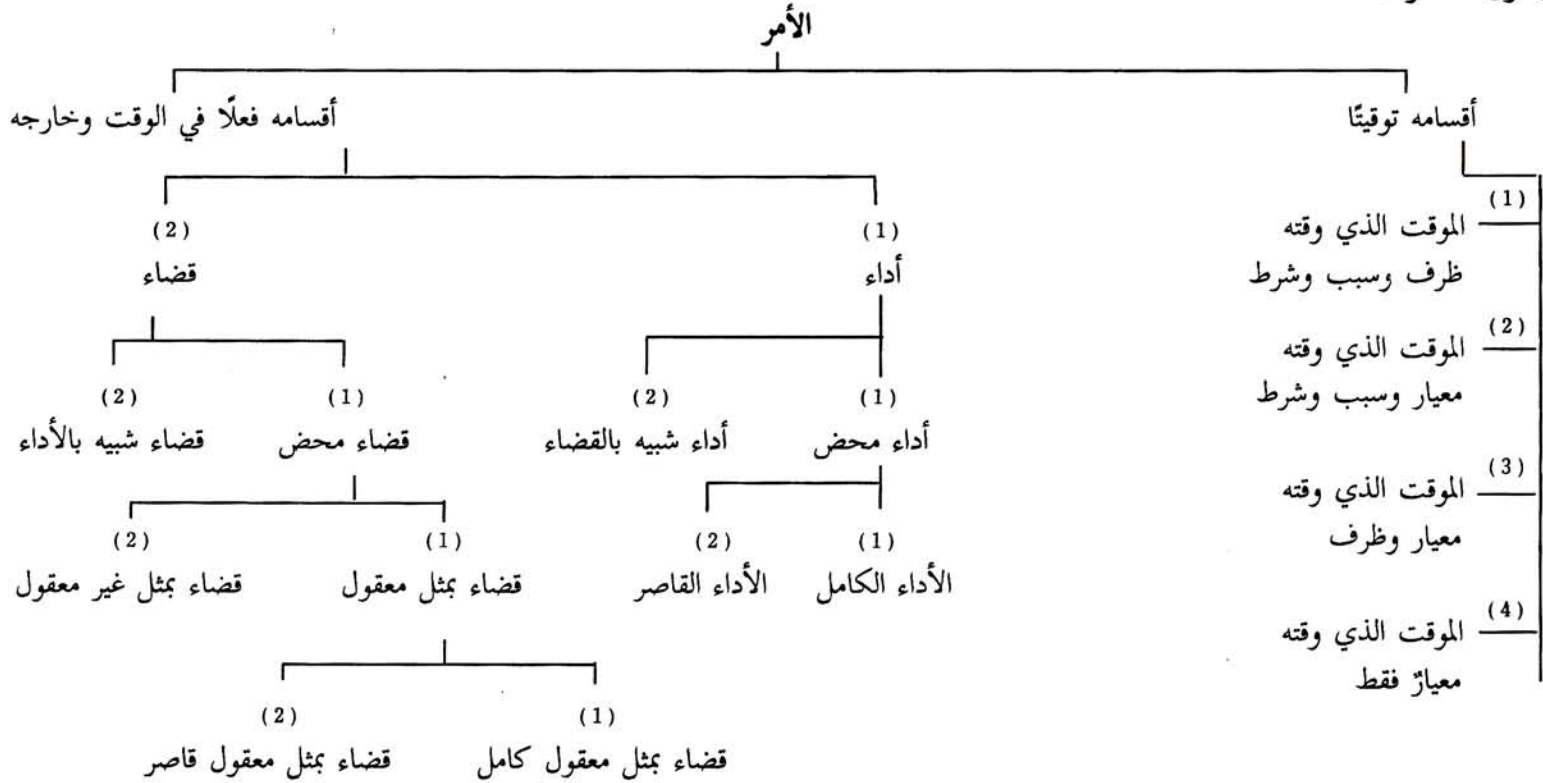 الأمر
أقسامه توقيتًا
أقسامه فعلًا في الوقت وخارجه
(1)
الموقت الذي وقته
ظرف وسبب وشرط
(2)
الموقت الذي وقته
معيار وسبب وشرط
(3)
الموقت الذي وقته
معيار وظرف
(4)
الموقت الذي وقته
معيارٌ فقط
(1)
أداء
(2)
قضاء
(1)
أداء محض
(2)
أداء شبيه بالقضاء
(1)
قضاء محض
(2)
قضاء شبيه بالأداء
(1)
الأداء الكامل
(2)
الأداء القاصر
(1)
قضاء بمثل معقول
(2)
قضاء بمثل غير معقول
(1)
قضاء بمثل معقول كامل
(2)
قضاء بمثل معقول قاصر